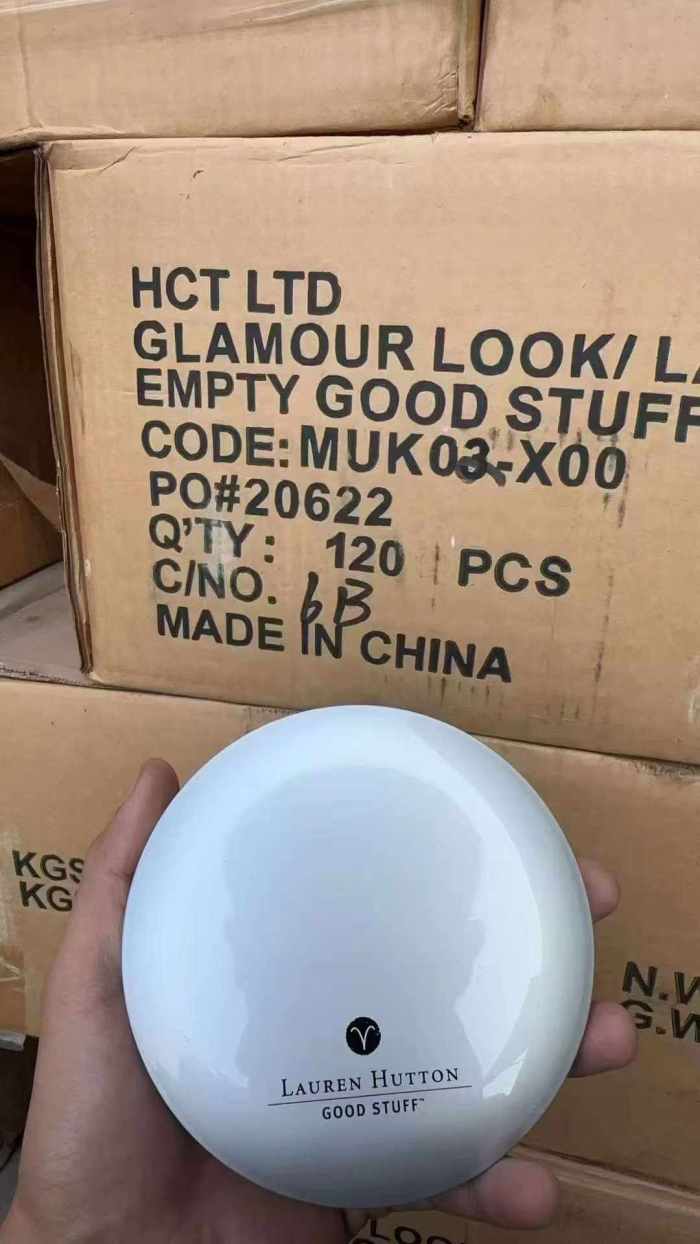 HCT LTD
GLAMOUR LOOK/
EMPTY GOOD STUFF
CODE: MUK03-X00
PO#20622
Q'TY: 120 PCS
C/NO. 6B
MADE IN CHINA
KGS
KG
N.W
G.W
LAUREN HUTTON
GOOD STUFF™